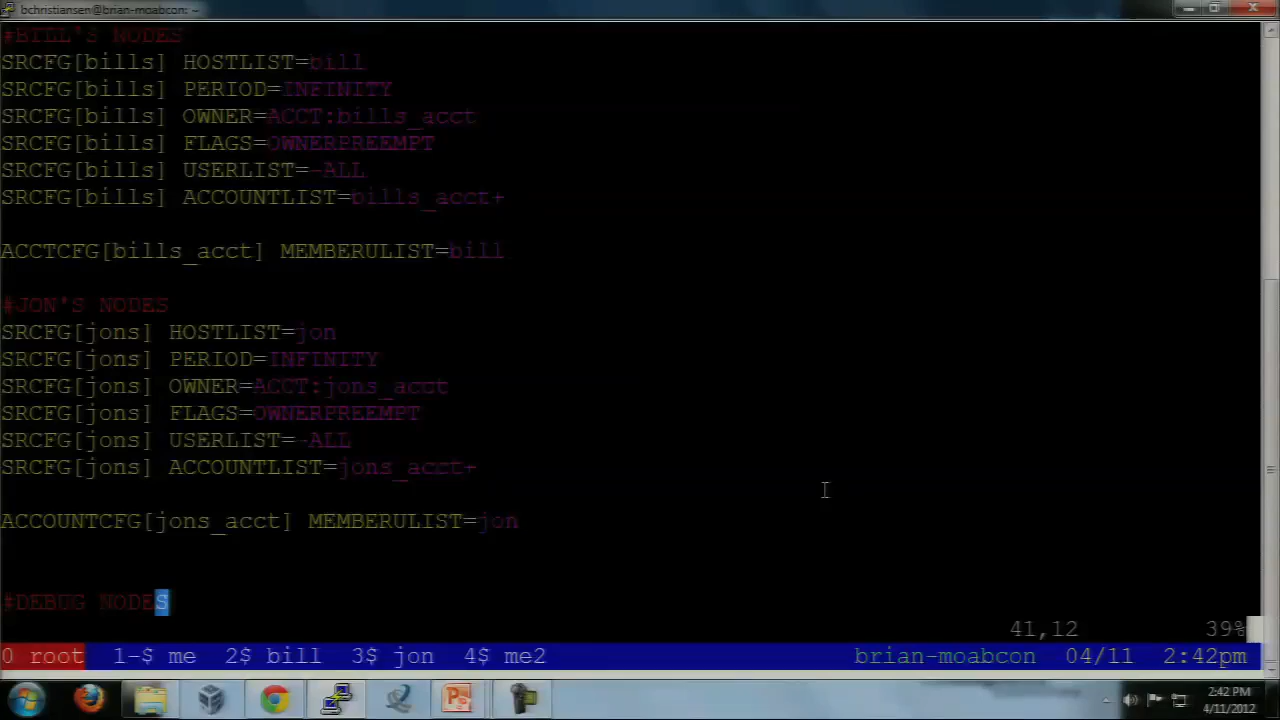 bchristiansen@brian-moabcon: ~
#BILL'S NODES
SRCFG[bills] HOSTLIST=bill
SRCFG[bills] PERIOD=INFINITY
SRCFG[bills] OWNER=ACCT:bills_acct
SRCFG[bills] FLAGS=OWNERPREEMPT
SRCFG[bills] USERLIST=-ALL
SRCFG[bills] ACCOUNTLIST=bills_acct+
ACCTCFG[bills_acct] MEMBERULIST=bill
#JON'S NODES
SRCFG[jons] HOSTLIST=jon
SRCFG[jons] PERIOD=INFINITY
SRCFG[jons] OWNER=ACCT:jons_acct
SRCFG[jons] FLAGS=OWNERPREEMPT
SRCFG[jons] USERLIST=-ALL
SRCFG[jons] ACCOUNTLIST=jons_acct+
ACCOUNTCFG[jons_acct] MEMBERULIST=jon
#DEBUG NODES
41,12 39%
0 root 1-$ me 2$ bill 3$ jon 4$ me2 brian-moabcon 04/11 2:42pm
2:42 PM
4/11/2012